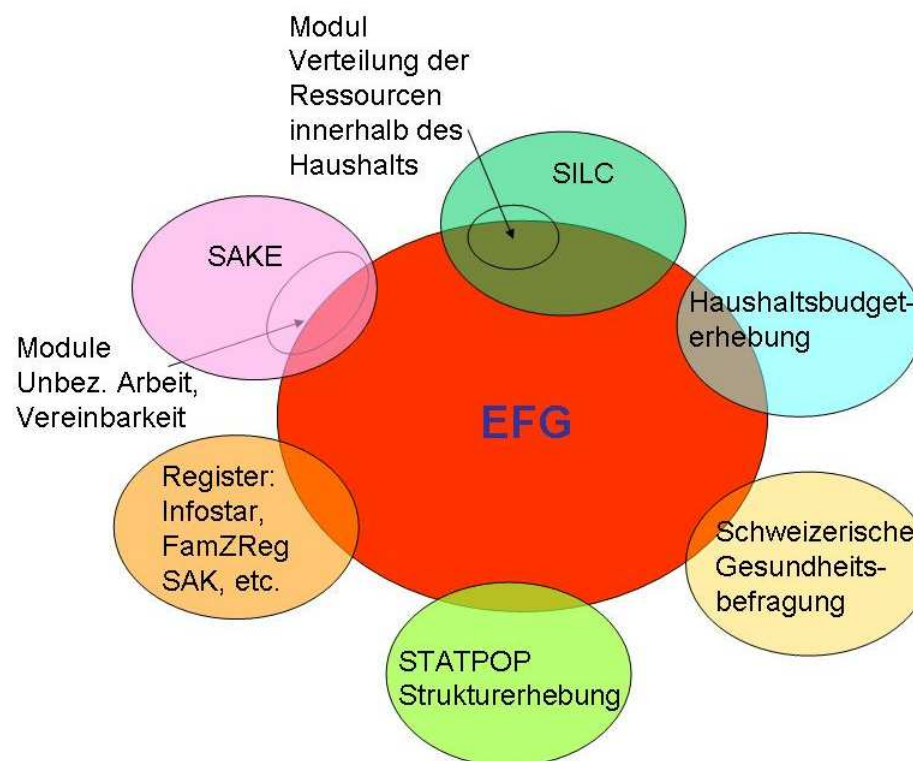 Modul
Verteilung der
Ressourcen
innerhalb des
Haushalts
SILC
SAKE
Haushaltsbudget-
erhebung
Module
Unbez. Arbeit,
Vereinbarkeit
EFG
Register:
Infostar,
FamZReg
SAK, etc.
Schweizerische
Gesundheits-
befragung
STATPOP
Strukturerhebung